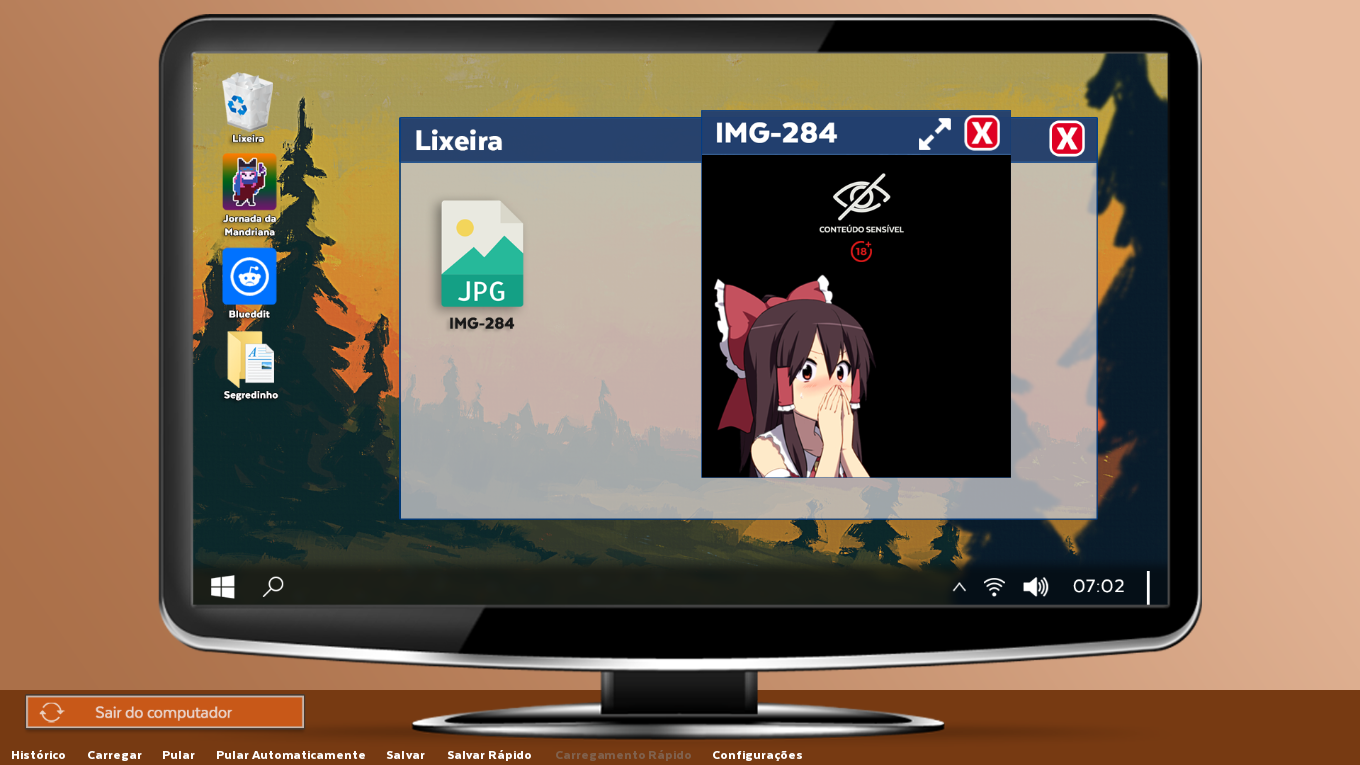 Lixeira
Jornada da
Mandriana
Blueddit
Segredinho
Lixeira
JPG
IMG-284
IMG-284
X
X
CONTEÚDO SENSÍVEL
18+
07:02
Sair do computador
Histórico
Carregar
Pular
Pular Automaticamente
Salvar
Salvar Rápido
Carregamento Rápido
Configurações